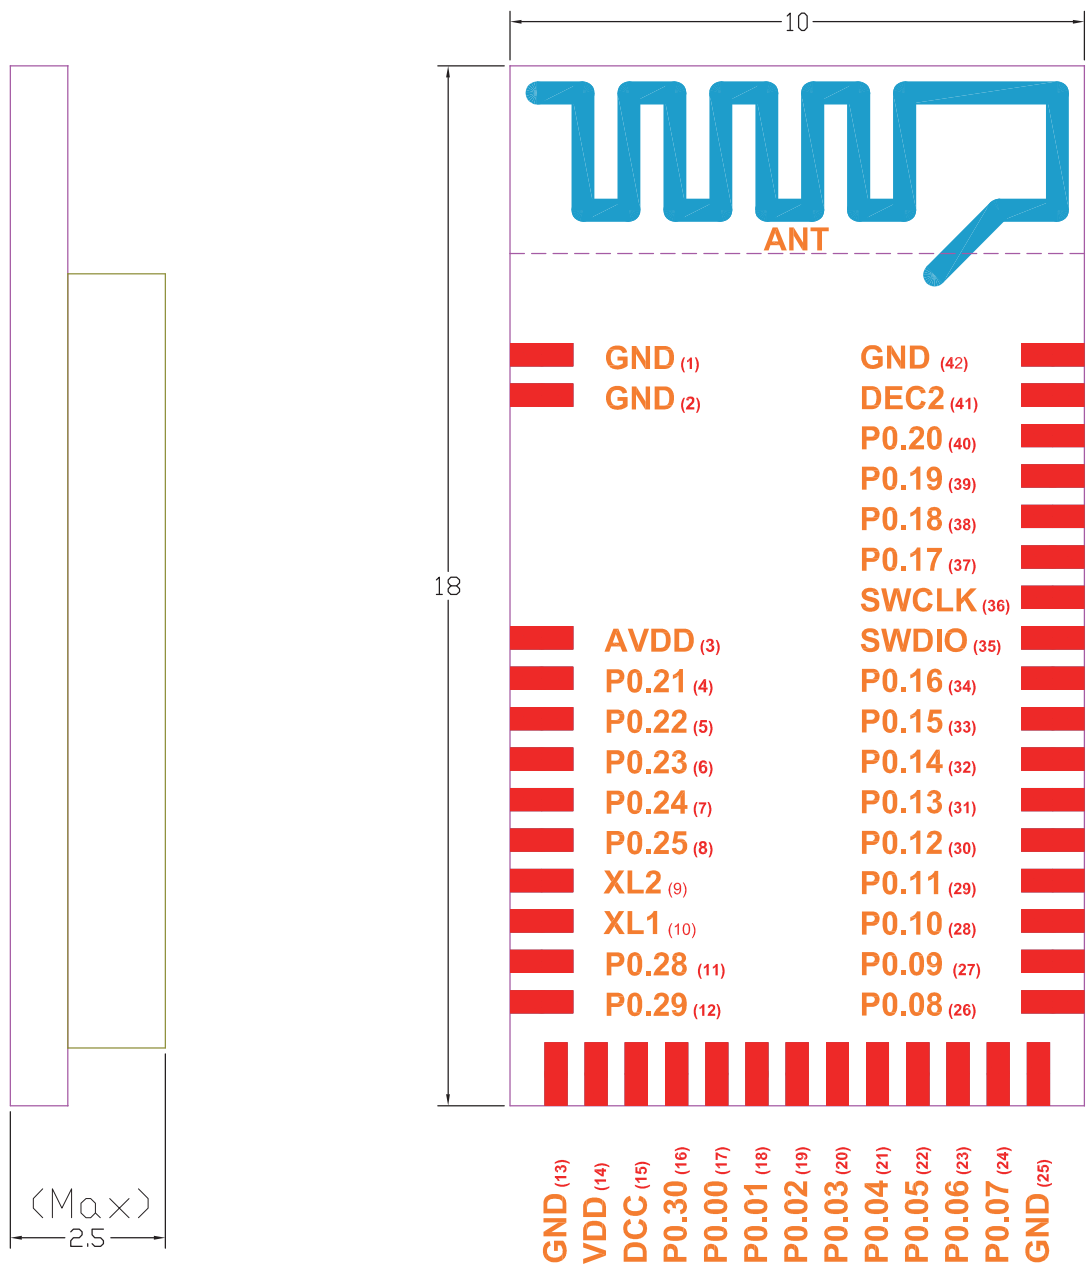 10
ANT
GND (1)
GND (2)
GND (42)
DEC2 (41)
P0.20 (40)
P0.19 (39)
P0.18 (38)
P0.17 (37)
SWCLK (36)
18
AVDD (3)
P0.21 (4)
P0.22 (5)
P0.23 (6)
P0.24 (7)
P0.25 (8)
XL2 (9)
XL1 (10)
P0.28 (11)
P0.29 (12)
SWDIO (35)
P0.16 (34)
P0.15 (33)
P0.14 (32)
P0.13 (31)
P0.12 (30)
P0.11 (29)
P0.10 (28)
P0.09 (27)
P0.08 (26)
GND (13)
VDD (14)
DCC (15)
P0.30 (16)
P0.00 (17)
P0.01 (18)
P0.02 (19)
P0.03 (20)
P0.04 (21)
P0.05 (22)
P0.06 (23)
P0.07 (24)
GND (25)
(Max)
2.5